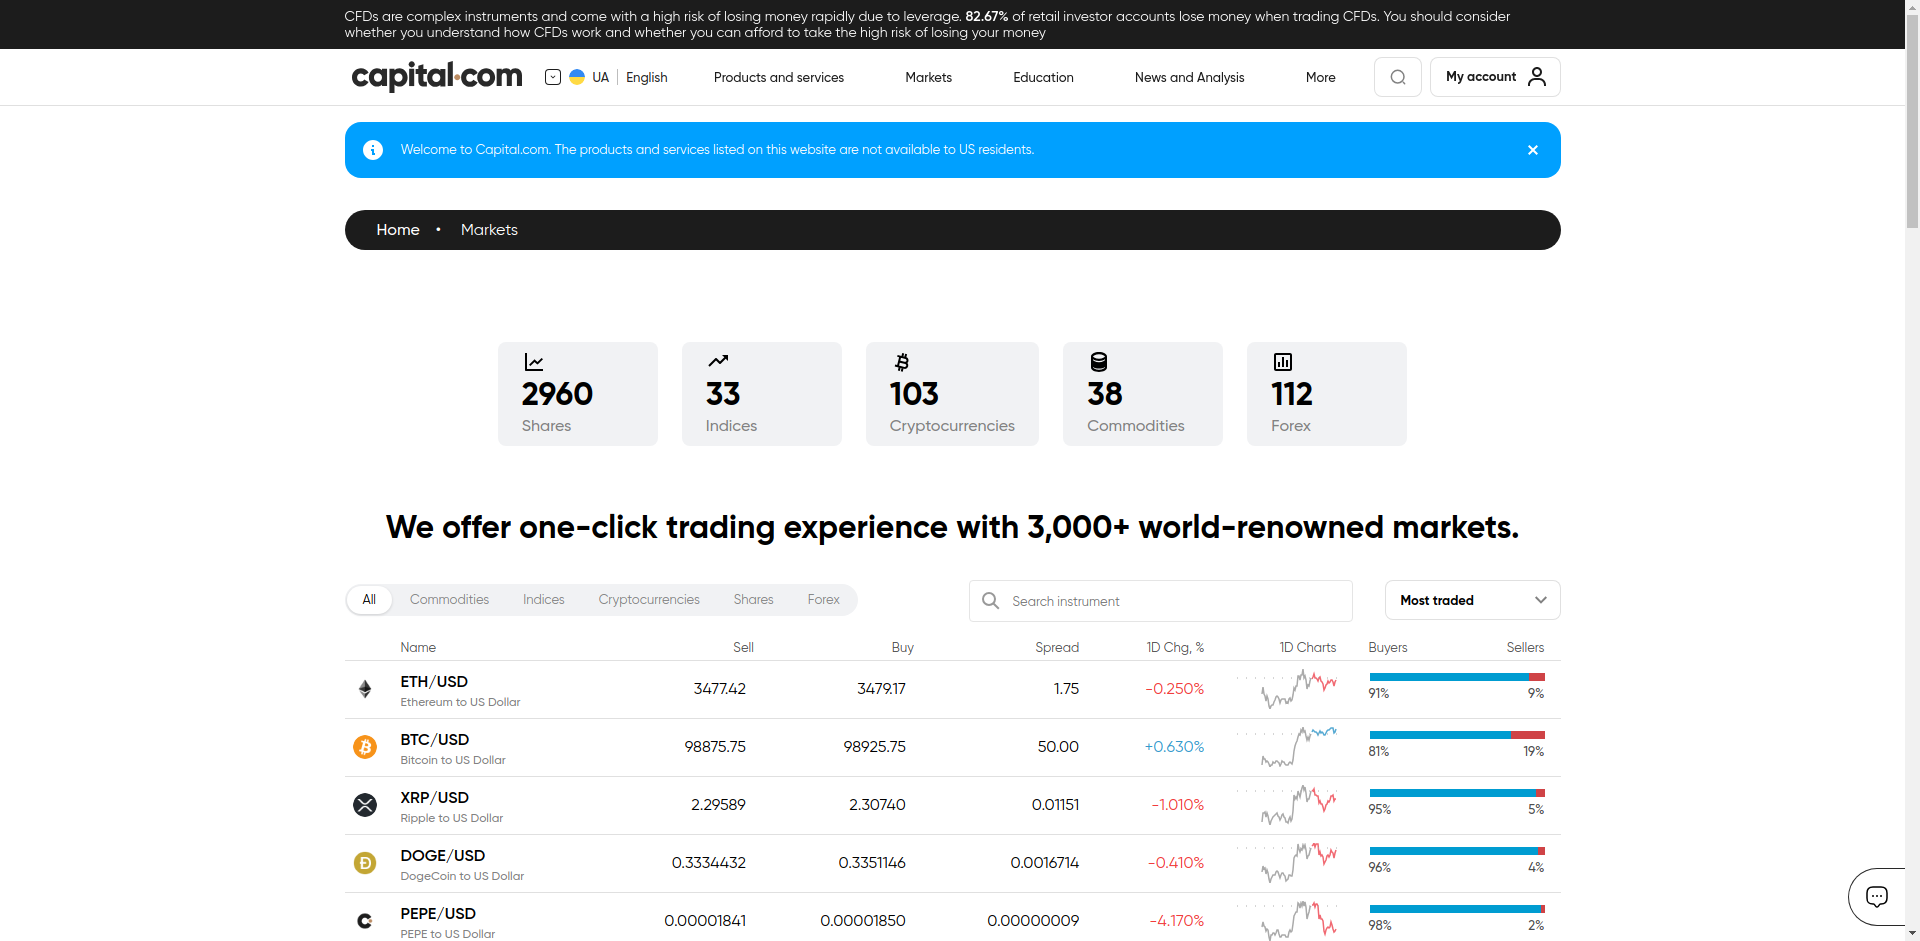 CFDs are complex instruments and come with a high risk of losing money rapidly due to leverage. 82.67% of retail investor accounts lose money when trading CFDs. You should consider
whether you understand how CFDs work and whether you can afford to take the high risk of losing your money
capital.com UA English Products and services Markets Education News and Analysis More My account
Welcome to Capital.com. The products and services listed on this website are not available to US residents.
Home • Markets
2960 33 103 38 112
Shares Indices Cryptocurrencies Commodities Forex
We offer one-click trading experience with 3,000+ world-renowned markets.
All Commodities Indices Cryptocurrencies Shares Forex Search instrument Most traded
Name Sell Buy Spread 1D Chg, % 1D Charts Buyers Sellers
ETH/USD 3477.42 3479.17 1.75 -0.250%
Ethereum to US Dollar 91% 9%
BTC/USD 98875.75 98925.75 50.00 +0.630%
Bitcoin to US Dollar 81% 19%
XRP/USD 2.29589 2.30740 0.01151 -1.010%
Ripple to US Dollar 95% 5%
DOGE/USD 0.3334432 0.3351146 0.0016714 -0.410%
DogeCoin to US Dollar 96% 4%
PEPE/USD 0.00001841 0.00001850 0.00000009 -4.170%
PEPE to US Dollar 98% 2%